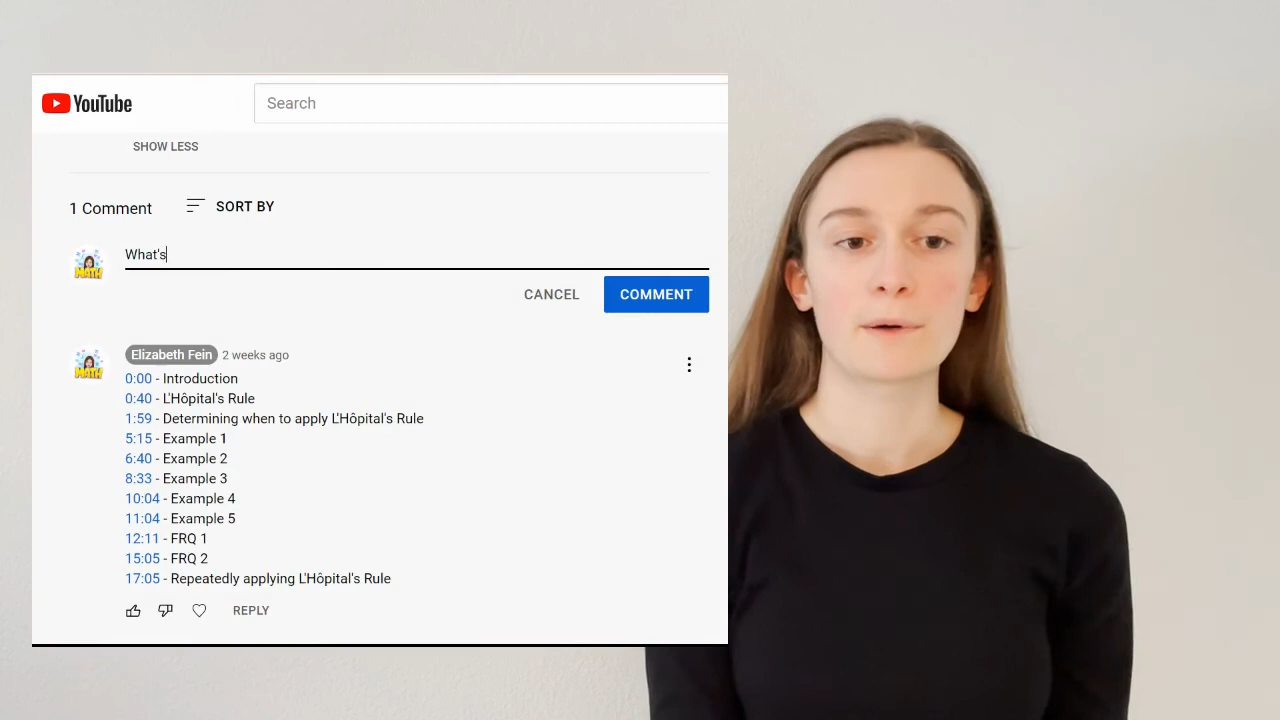 YouTube
Search
SHOW LESS
1 Comment
SORT BY
What's
CANCEL
COMMENT
MATH
Elizabeth Fein 2 weeks ago
MATH
0:00 - Introduction
0:40 - L'Hôpital's Rule
1:59 - Determining when to apply L'Hôpital's Rule
5:15 - Example 1
6:40 - Example 2
8:33 - Example 3
10:04 - Example 4
11:04 - Example 5
12:11 - FRQ 1
15:05 - FRQ 2
17:05 - Repeatedly applying L'Hôpital's Rule
REPLY